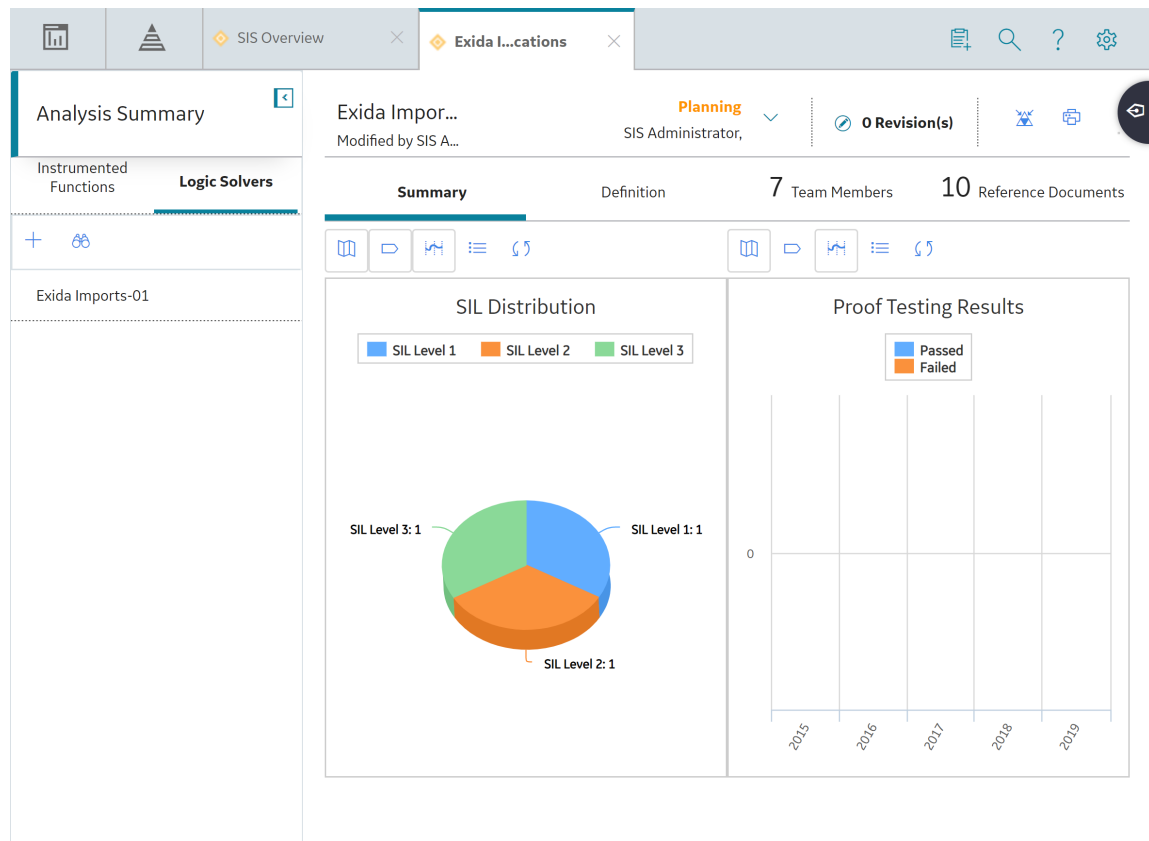 SIS Overview
Exida I...cations
Analysis Summary
Instrumented
Functions
Logic Solvers
Exida Imports-01
Exida Impor...
Modified by SIS A...
Planning
SIS Administrator,
0 Revision(s)
Summary
Definition
7 Team Members
10 Reference Documents
SIL Distribution
SIL Level 1
SIL Level 2
SIL Level 3
SIL Level 3: 1
SIL Level 1: 1
SIL Level 2: 1
Proof Testing Results
Passed
Failed
0
2015
2016
2017
2018
2019